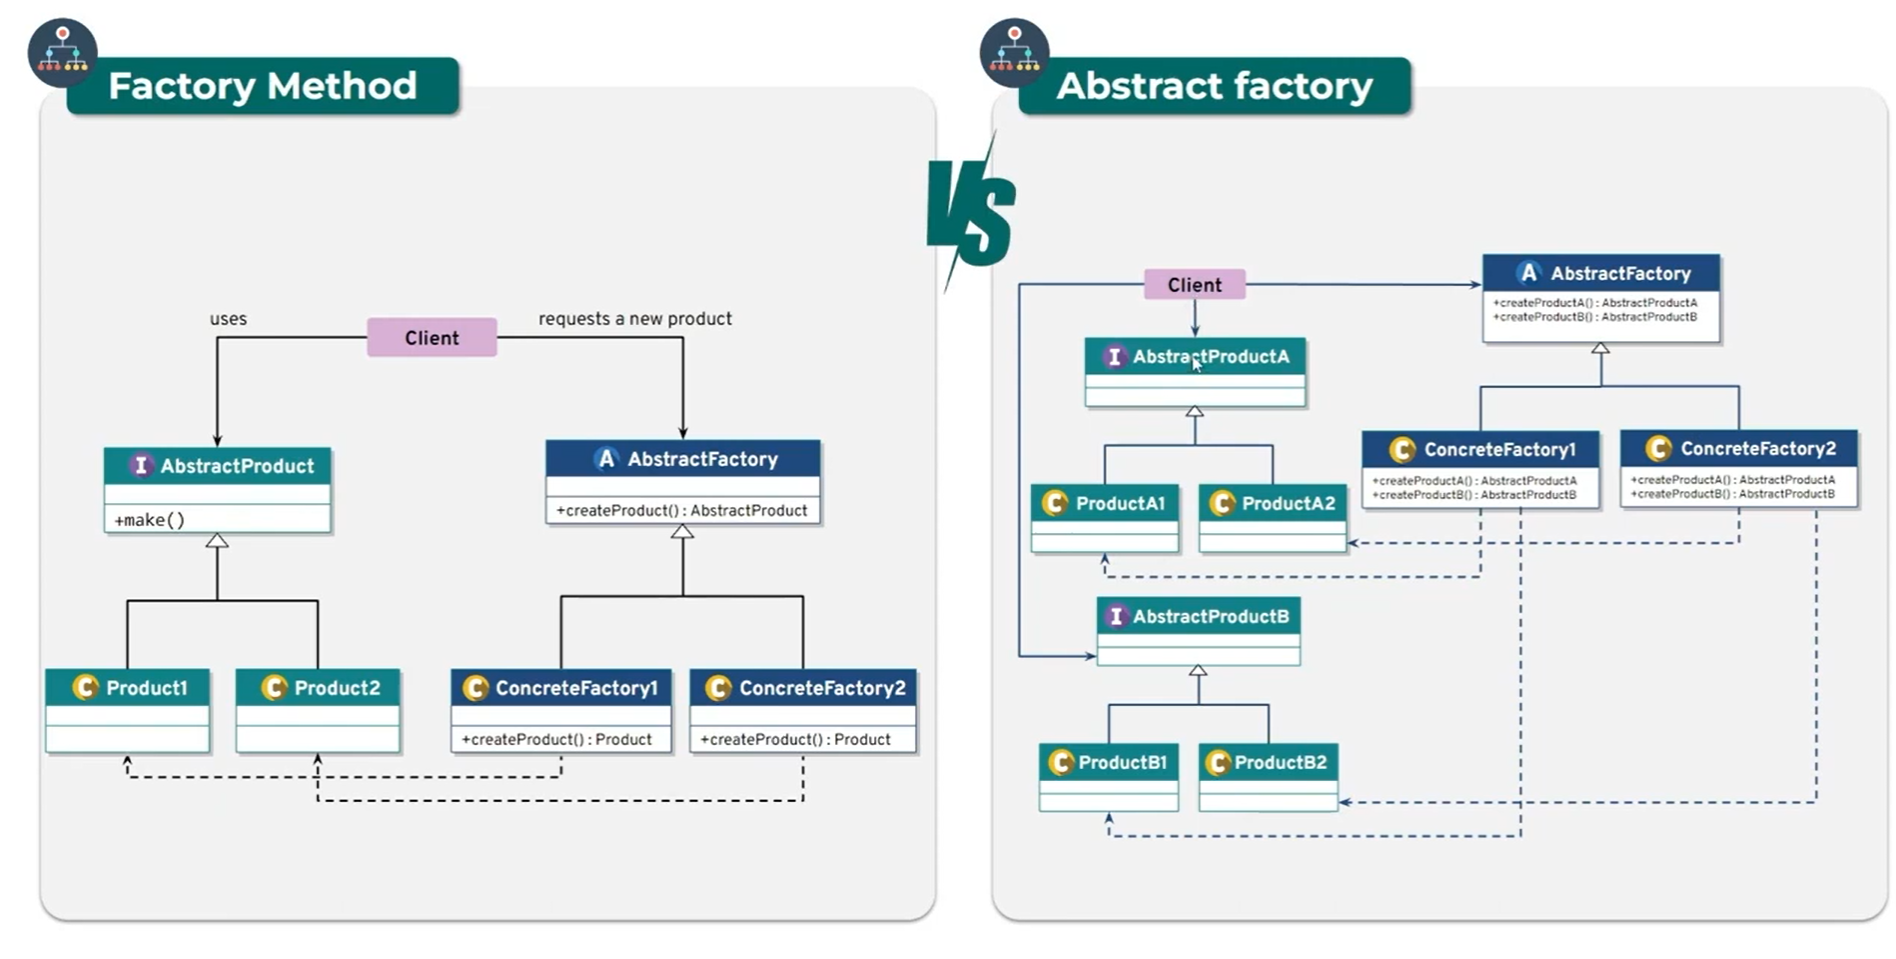 Factory Method
uses
Client
requests a new product
I AbstractProduct
+make()
A AbstractFactory
+createProduct() : AbstractProduct
C Product1
C Product2
C ConcreteFactory1
+createProduct() : Product
C ConcreteFactory2
+createProduct() : Product
VS
Abstract factory
Client
A AbstractFactory
+createProductA() : AbstractProductA
+createProductB() : AbstractProductB
I AbstractProductA
C ConcreteFactory1
+createProductA() : AbstractProductA
+createProductB() : AbstractProductB
C ConcreteFactory2
+createProductA() : AbstractProductA
+createProductB() : AbstractProductB
C ProductA1
C ProductA2
I AbstractProductB
C ProductB1
C ProductB2